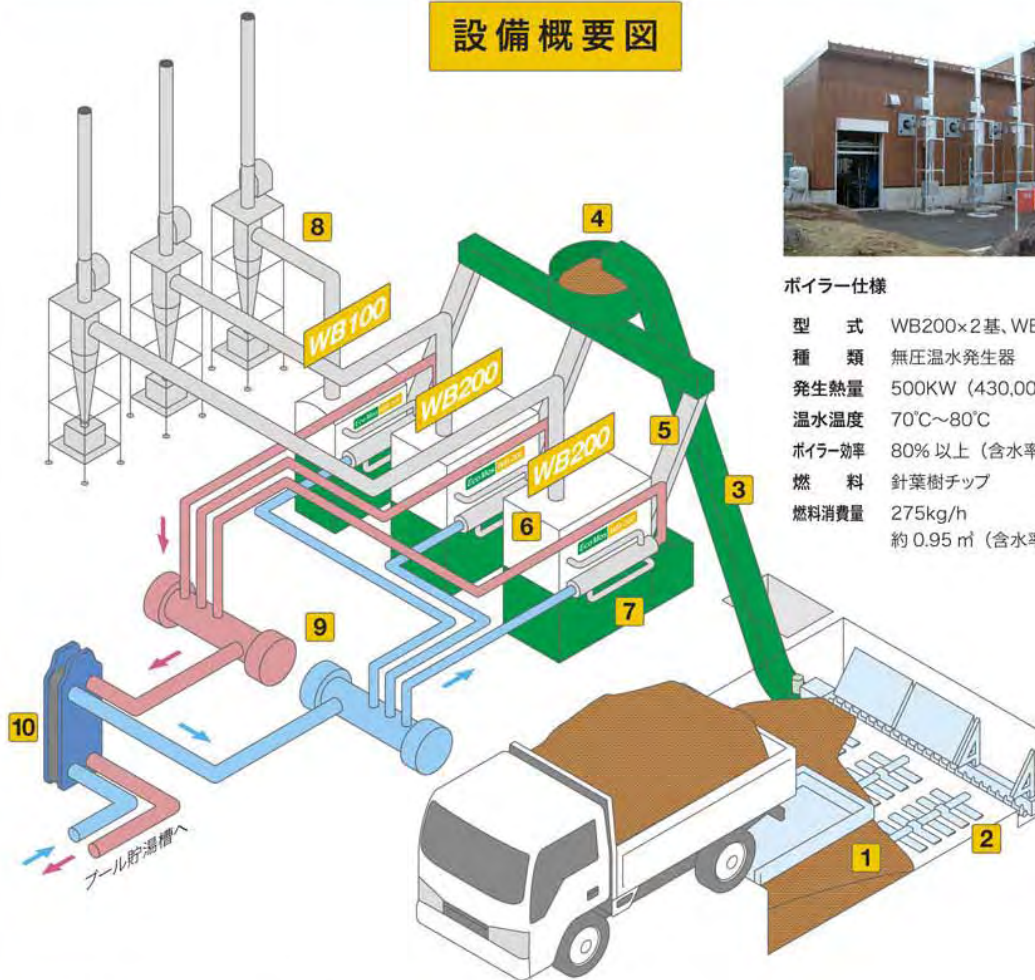 設備概要図
4
8
WB100
ボイラー仕様
型 式 WB200×2基、WB
種 類 無圧温水発生器
発生熱量 500KW（430,00
温水温度 70℃～80℃
ボイラー効率 80%以上（含水率
燃 料 針葉樹チップ
燃料消費量 275kg/h
約0.95㎥（含水率
WB200
EcoMos
5
WB200
EcoMos
3
6
EcoMos
7
9
10
プール貯湯槽へ
2
1